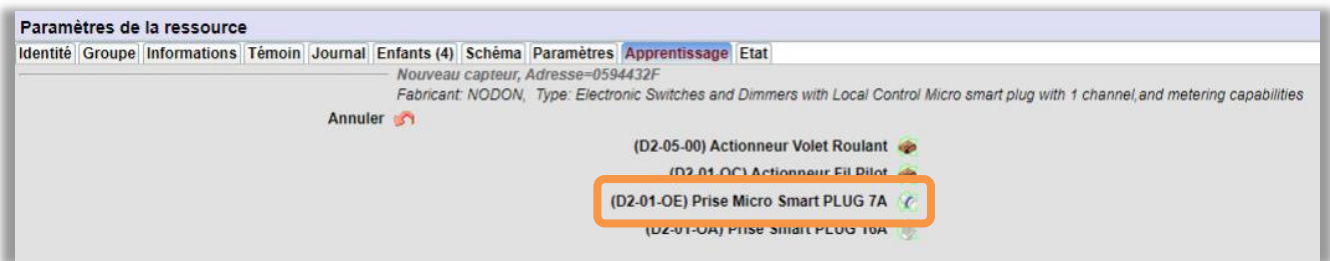 Paramètres de la ressource
Identité Groupe Informations Témoin Journal Enfants (4) Schéma Paramètres Apprentissage Etat
Nouveau capteur, Adresse=0594432F
Fabricant: NODON, Type: Electronic Switches and Dimmers with Local Control Micro smart plug with 1 channel,and metering capabilities
Annuler
(D2-05-00) Actionneur Volet Roulant
(D2-01-OC) Actionneur Fil Pilot
(D2-01-OE) Prise Micro Smart PLUG 7A
(D2-01-OA) Prise Smart PLUG 16A